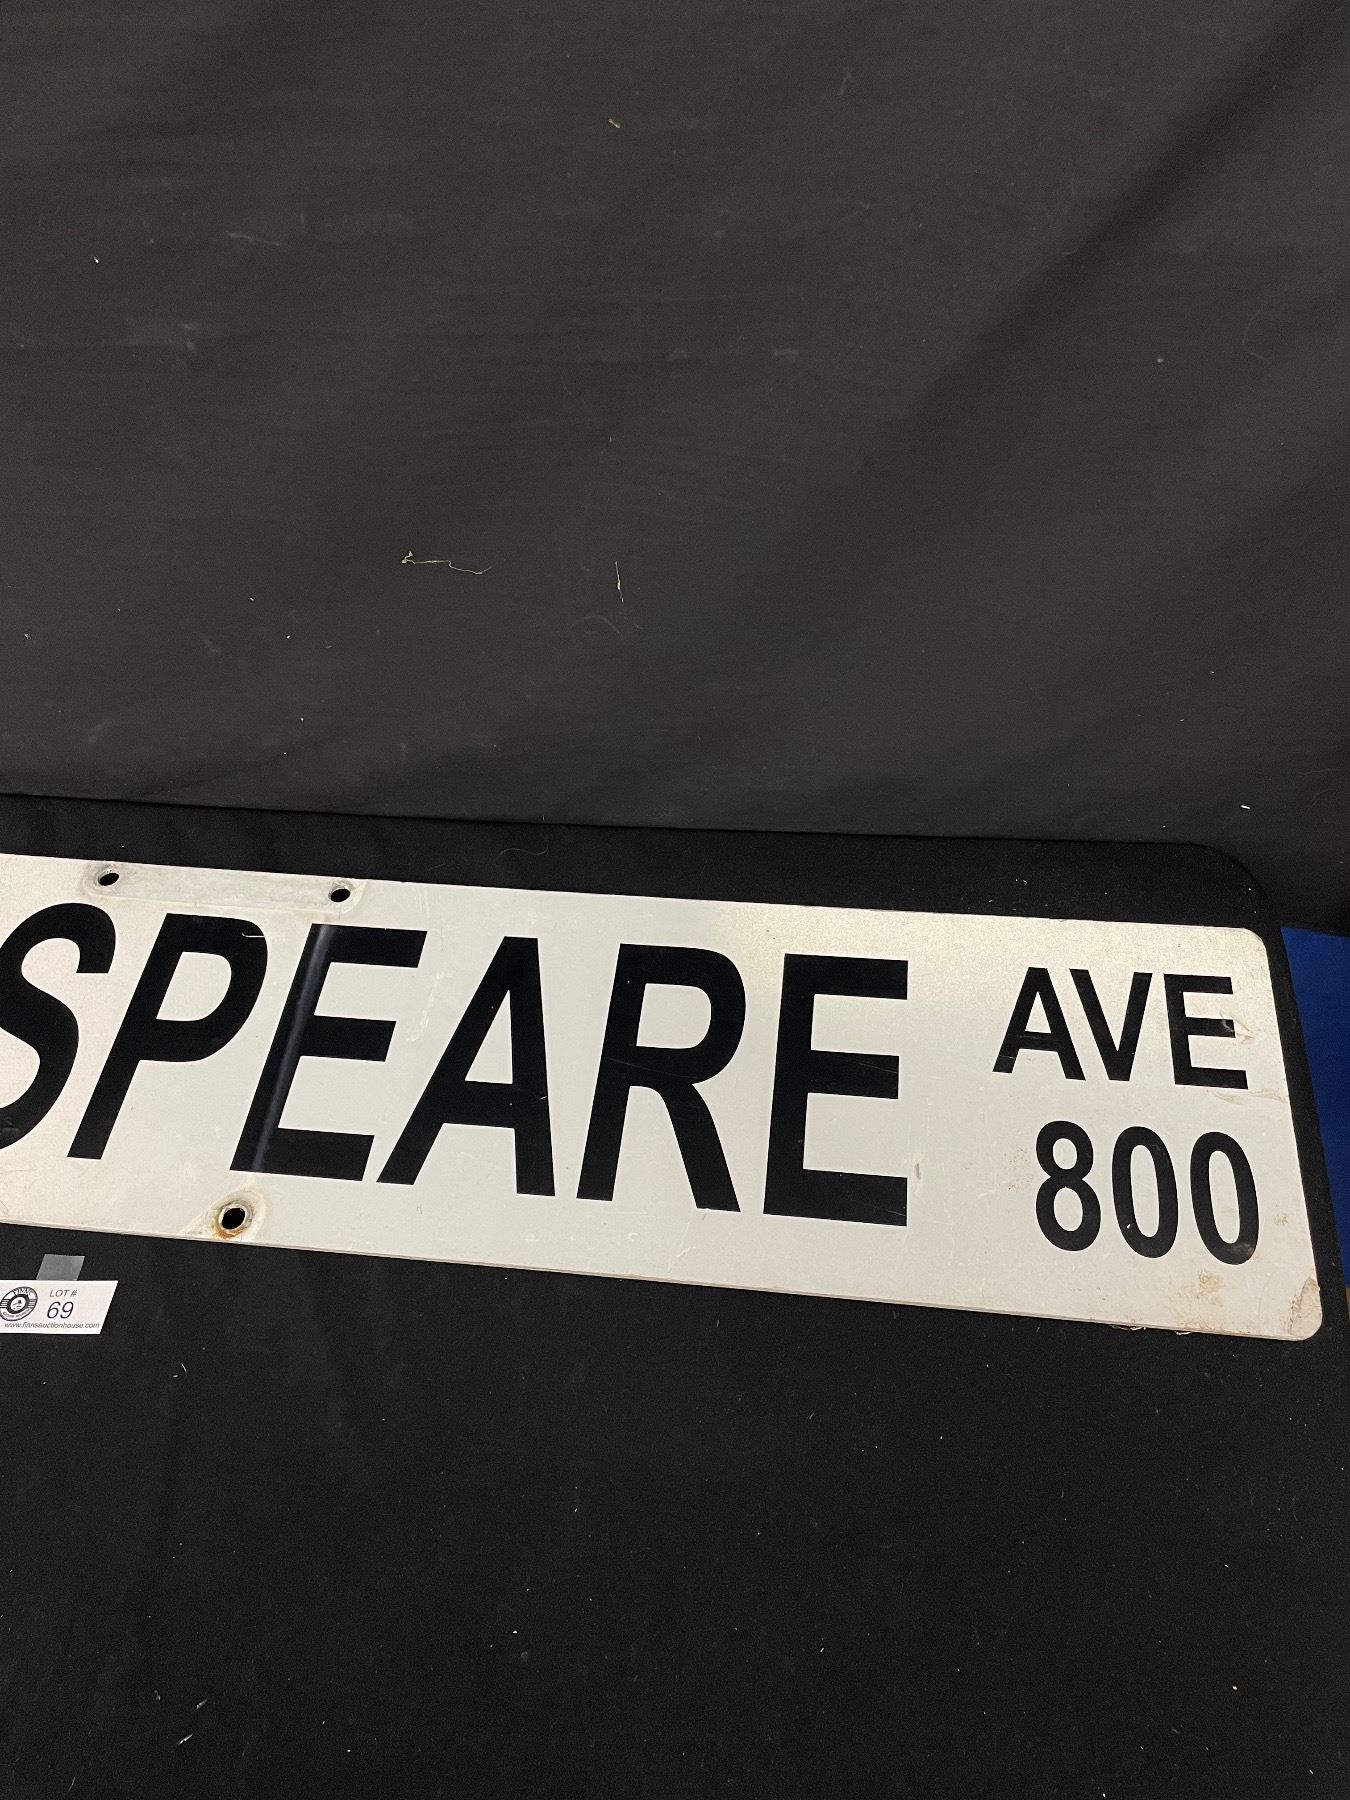 SPEARE AVE
800
LOT #
69
www.finnsauctionhouse.com